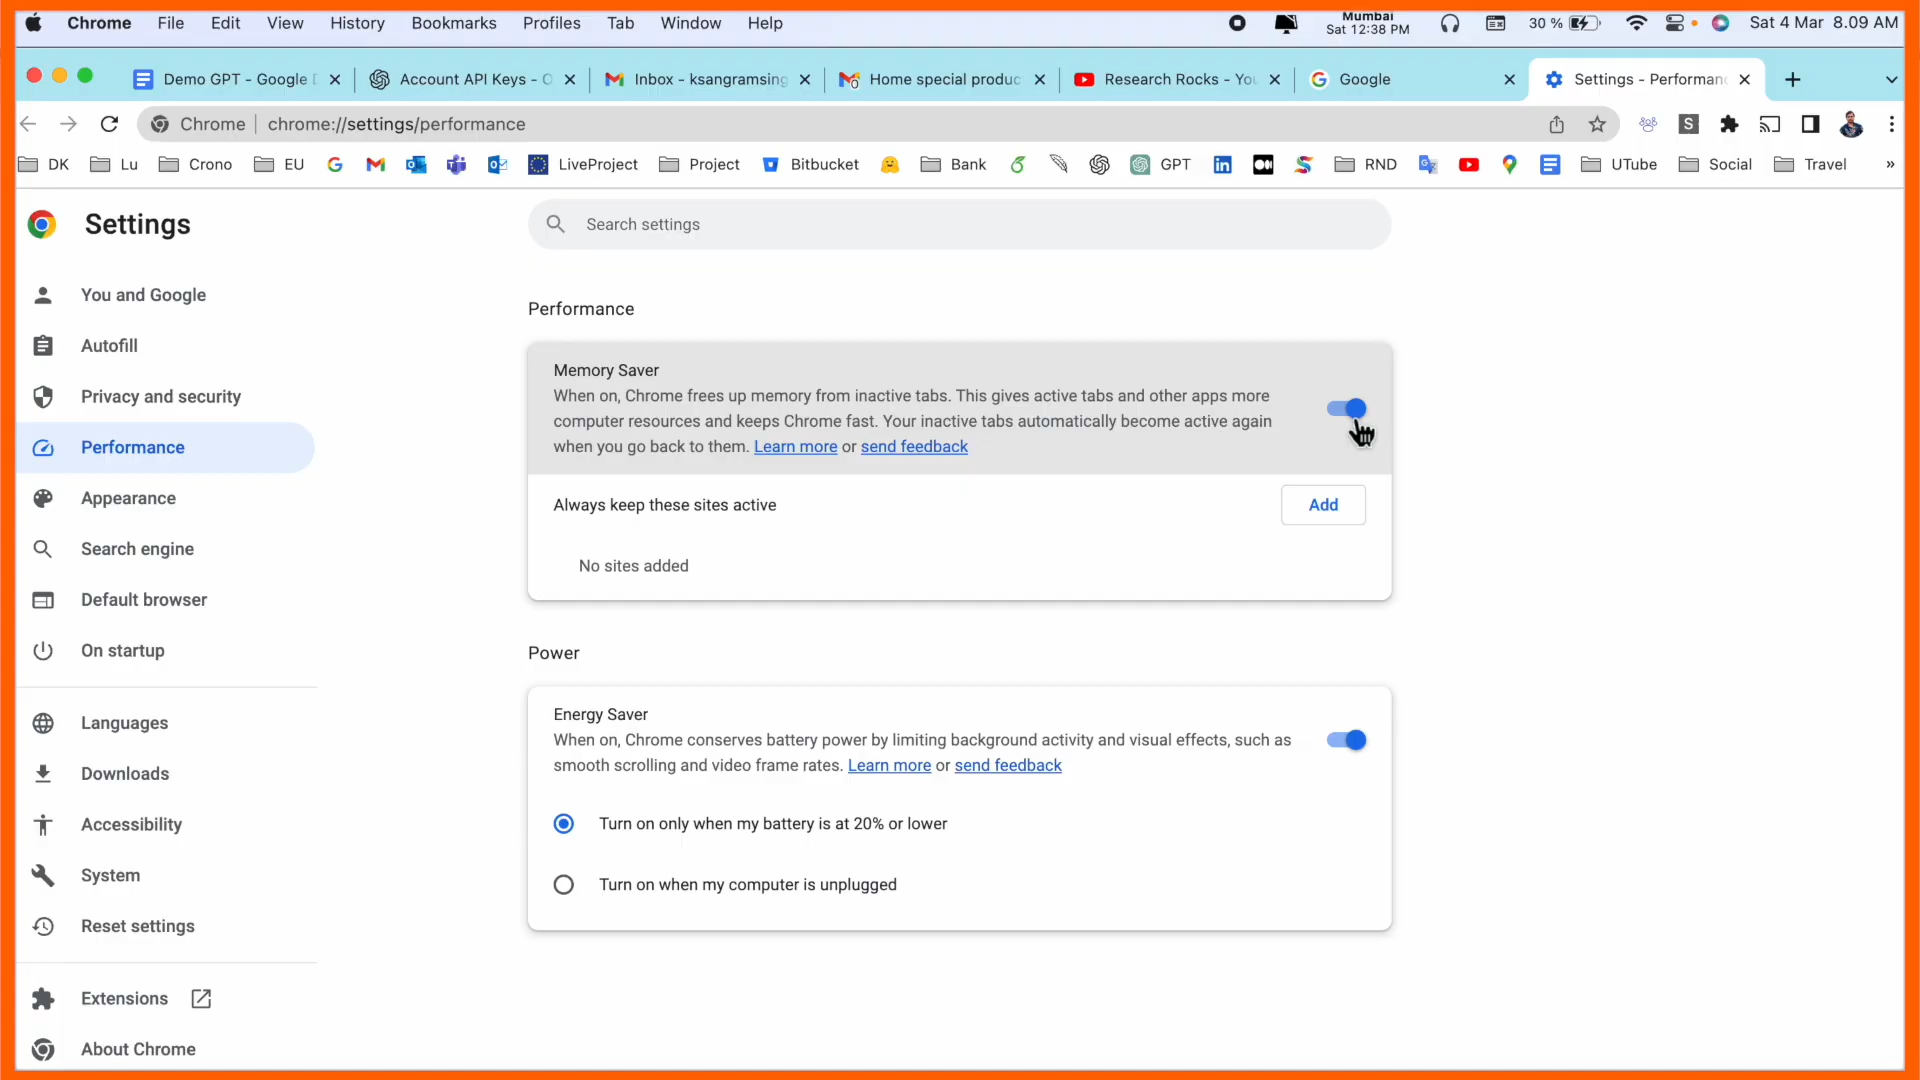 Chrome File Edit View History Bookmarks Profiles Tab Window Help
Mumbai
Sat 12:38 PM
30 %
Sat 4 Mar 8.09 AM
Demo GPT - Google
Account API Keys -
Inbox - ksangramsing
Home special produc
Research Rocks - You
Google
Settings - Performan
Chrome chrome://settings/performance
S
DK Lu Crono EU LiveProject Project Bitbucket Bank GPT RND UTube Social Travel »
Settings
Search settings
You and Google
Autofill
Privacy and security
Performance
Appearance
Search engine
Default browser
On startup
Languages
Downloads
Accessibility
System
Reset settings
Extensions
About Chrome
Performance
Memory Saver
When on, Chrome frees up memory from inactive tabs. This gives active tabs and other apps more
computer resources and keeps Chrome fast. Your inactive tabs automatically become active again
when you go back to them. Learn more or send feedback
Always keep these sites active
Add
No sites added
Power
Energy Saver
When on, Chrome conserves battery power by limiting background activity and visual effects, such as
smooth scrolling and video frame rates. Learn more or send feedback
Turn on only when my battery is at 20% or lower
Turn on when my computer is unplugged